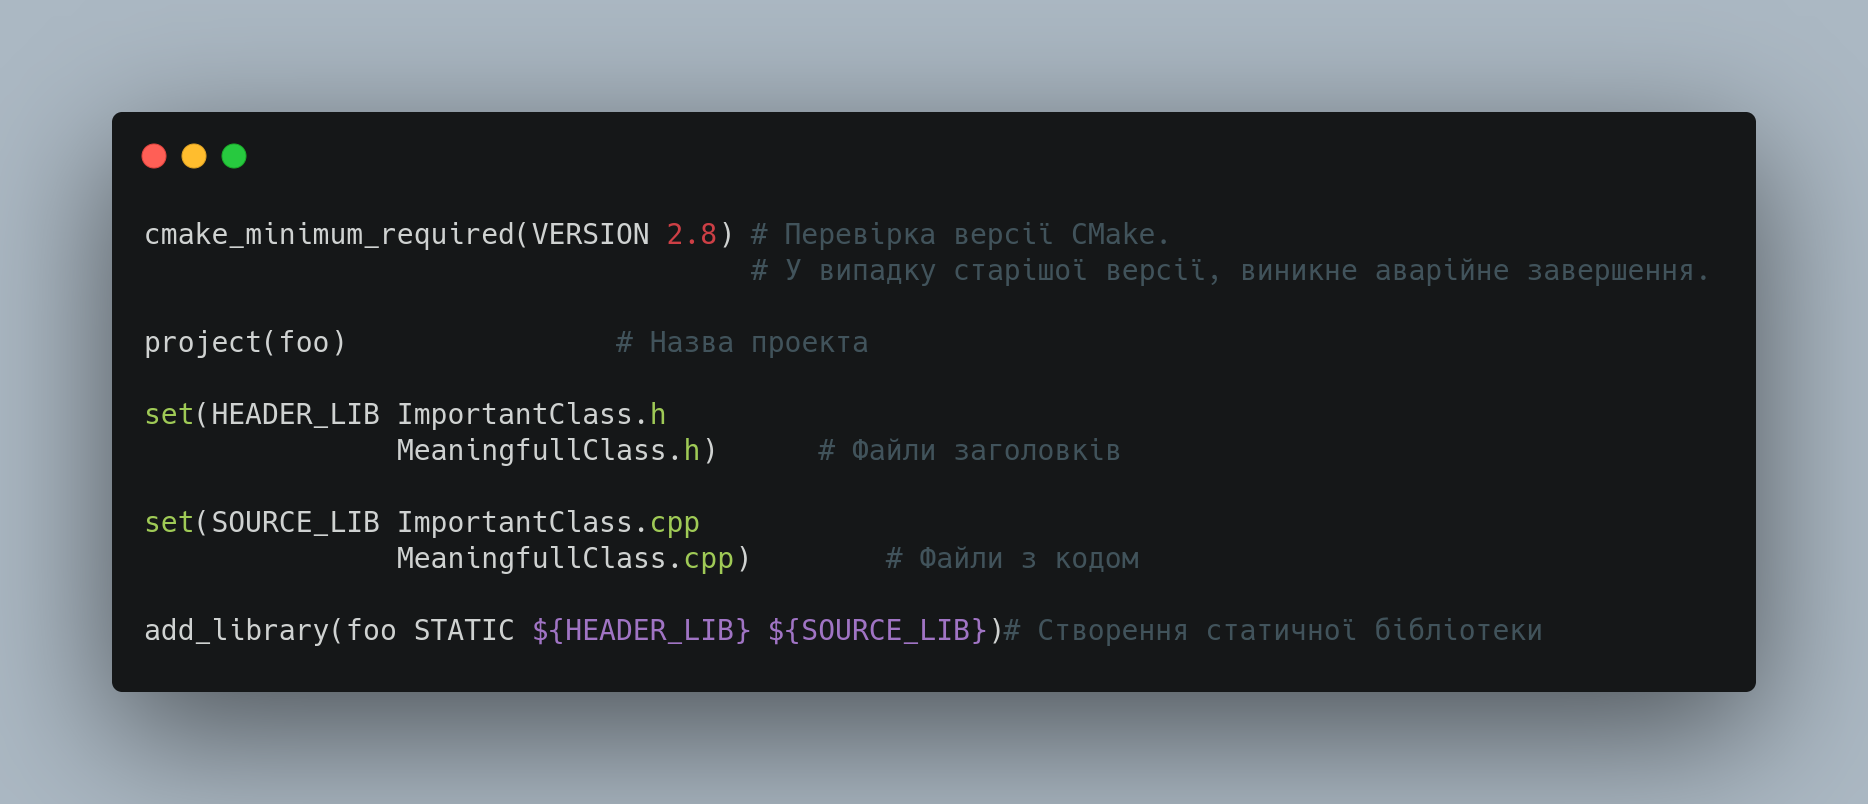 cmake_minimum_required(VERSION 2.8) # Перевірка версії CMake.
# У випадку старішої версії, виникне аварійне завершення.
project(foo) # Назва проекта
set(HEADER_LIB ImportantClass.h
MeaningfullClass.h) # Файли заголовків
set(SOURCE_LIB ImportantClass.cpp
MeaningfullClass.cpp) # Файли з кодом
add_library(foo STATIC ${HEADER_LIB} ${SOURCE_LIB})# Створення статичної бібліотеки